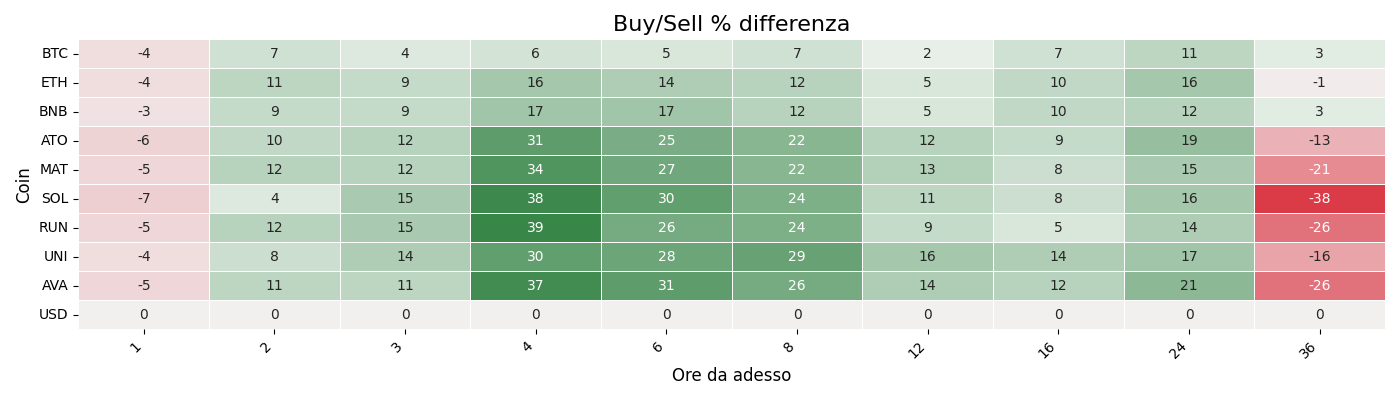 Buy/Sell % differenza
Coin
BTC -4 7 4 6 5 7 2 7 11 3
ETH -4 11 9 16 14 12 5 10 16 -1
BNB -3 9 9 17 17 12 5 10 12 3
ATO -6 10 12 31 25 22 12 9 19 -13
MAT -5 12 12 34 27 22 13 8 15 -21
SOL -7 4 15 38 30 24 11 8 16 -38
RUN -5 12 15 39 26 24 9 5 14 -26
UNI -4 8 14 30 28 29 16 14 17 -16
AVA -5 11 11 37 31 26 14 12 21 -26
USD 0 0 0 0 0 0 0 0 0 0
1 2 3 4 6 8 12 16 24 36
Ore da adesso